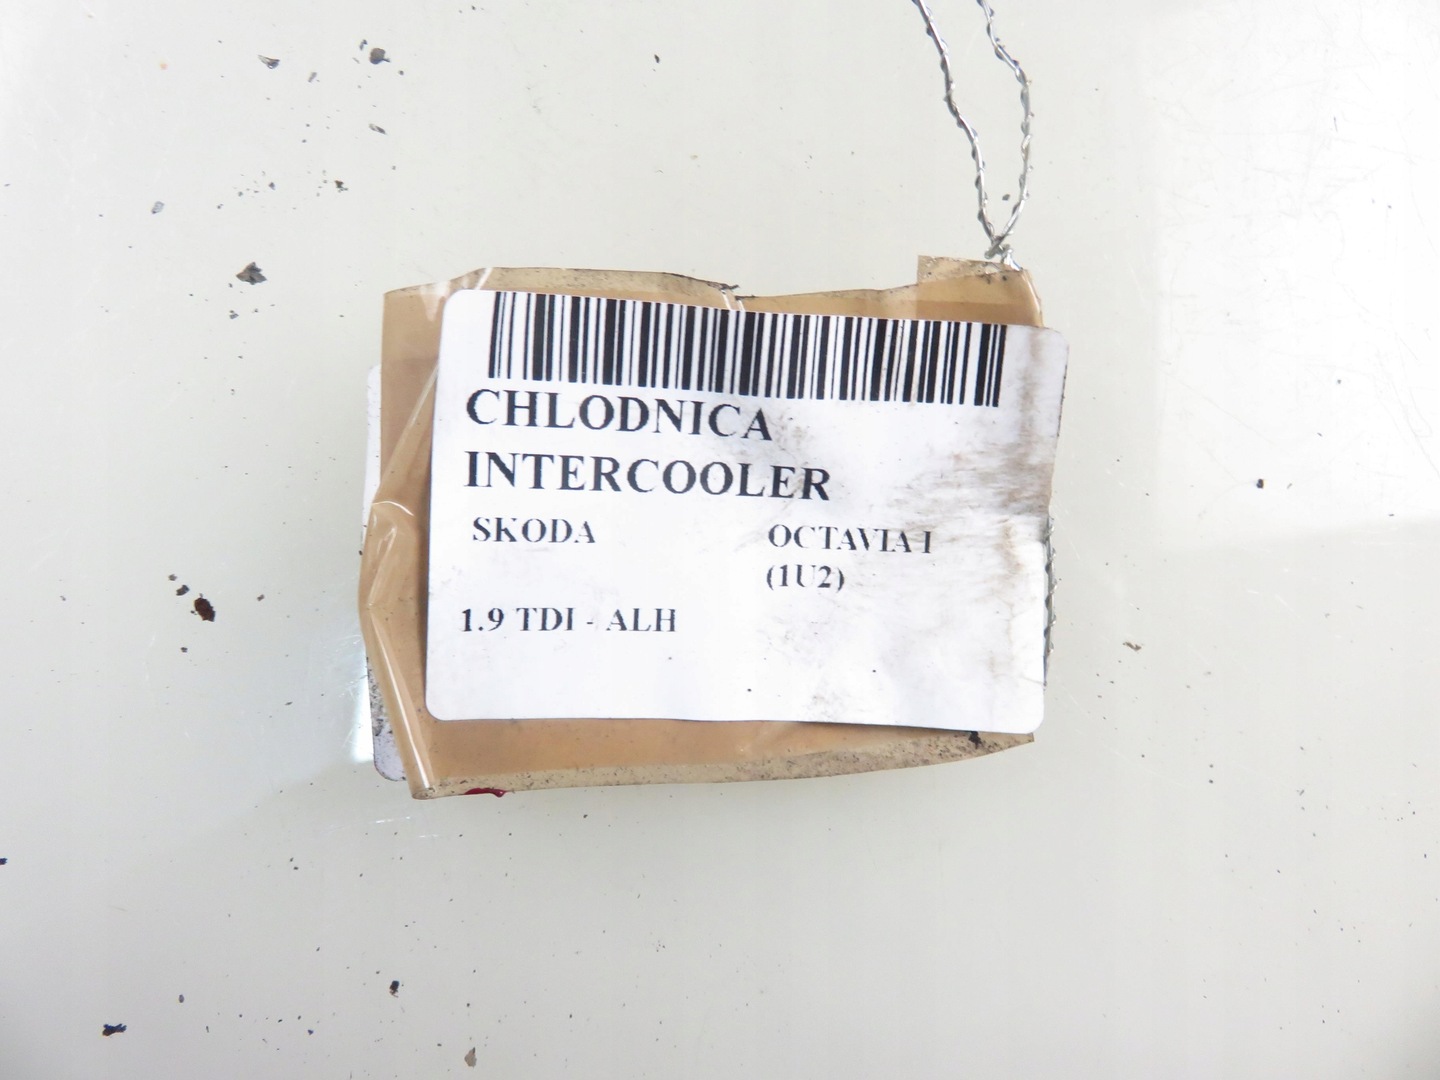 CHLODNICA
INTERCOOLER
SKODA OCTAVIA I
(1U2)
1.9 TDI - ALH